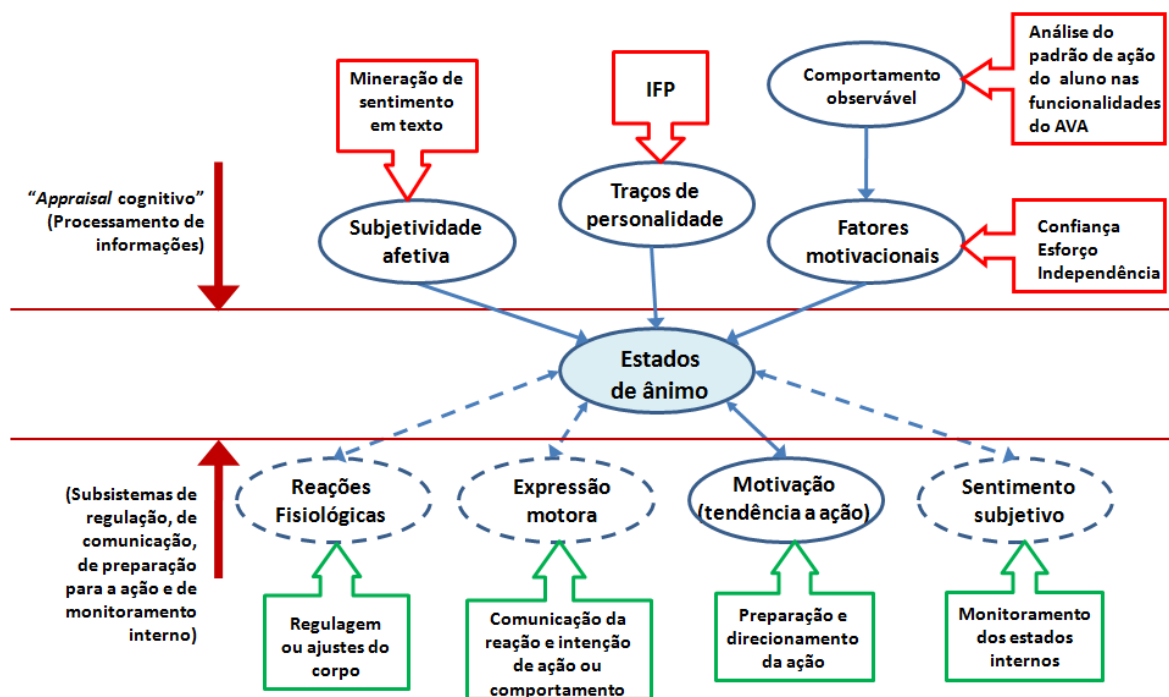 Mineração de
sentimento
em texto
IFP
Comportamento
observável
Análise do
padrão de ação
do aluno nas
funcionalidades
do AVA
“Appraisal cognitivo”
(Processamento de
informações)
Subjetividade
afetiva
Traços de
personalidade
Fatores
motivacionais
Confiança
Esforço
Independência
Estados
de ânimo
(Subsistemas de
regulação, de
comunicação,
de preparação
para a ação e de
monitoramento
interno)
Reações
Fisiológicas
Expressão
motora
Motivação
(tendência a ação)
Sentimento
subjetivo
Regulagem
ou ajustes do
corpo
Comunicação da
reação e intenção
de ação ou
comportamento
Preparação e
direcionamento
da ação
Monitoramento
dos estados
internos